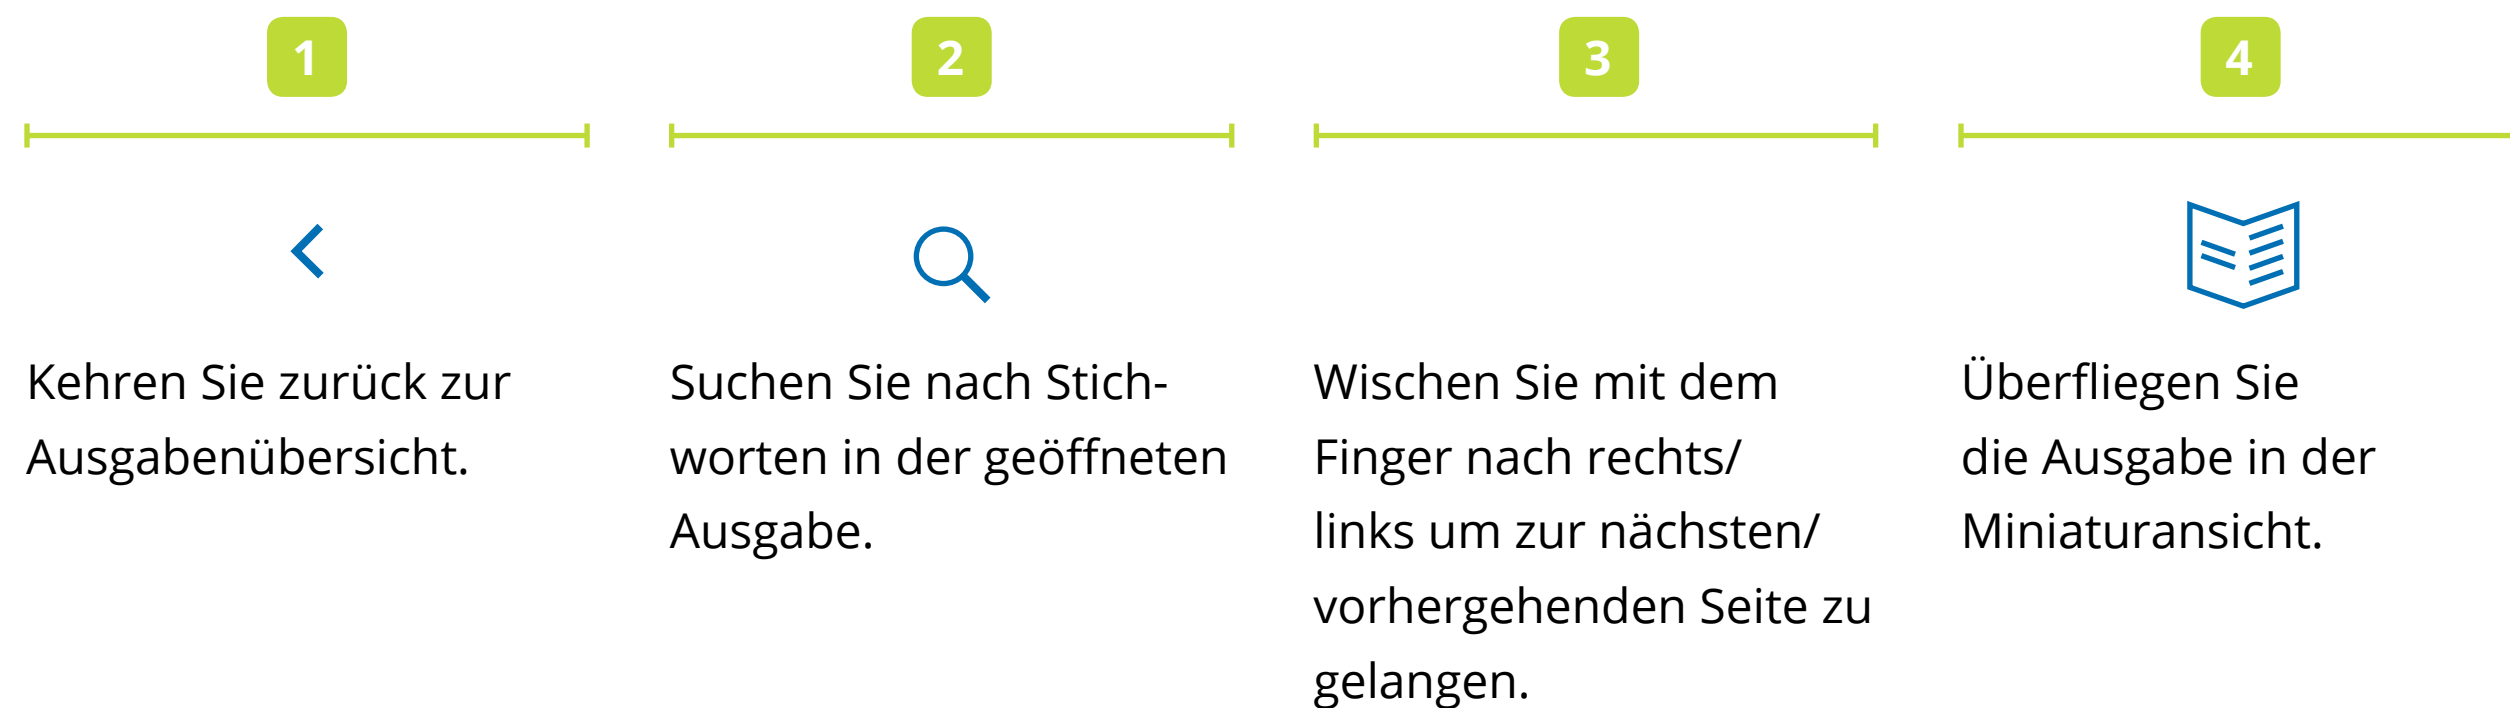 1
Kehren Sie zurück zur
Ausgabenübersicht.
2
Suchen Sie nach Stich-
worten in der geöffneten
Ausgabe.
3
Wischen Sie mit dem
Finger nach rechts/
links um zur nächsten/
vorhergehenden Seite zu
gelangen.
4
Überfliegen Sie
die Ausgabe in der
Miniaturansicht.